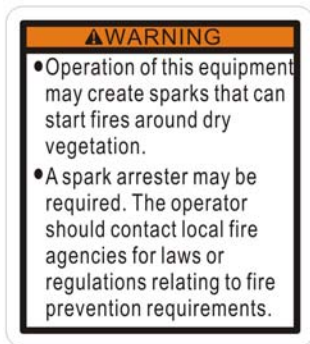 WARNING
●Operation of this equipment
may create sparks that can
start fires around dry
vegetation.
●A spark arrester may be
required. The operator
should contact local fire
agencies for laws or
regulations relating to fire
prevention requirements.